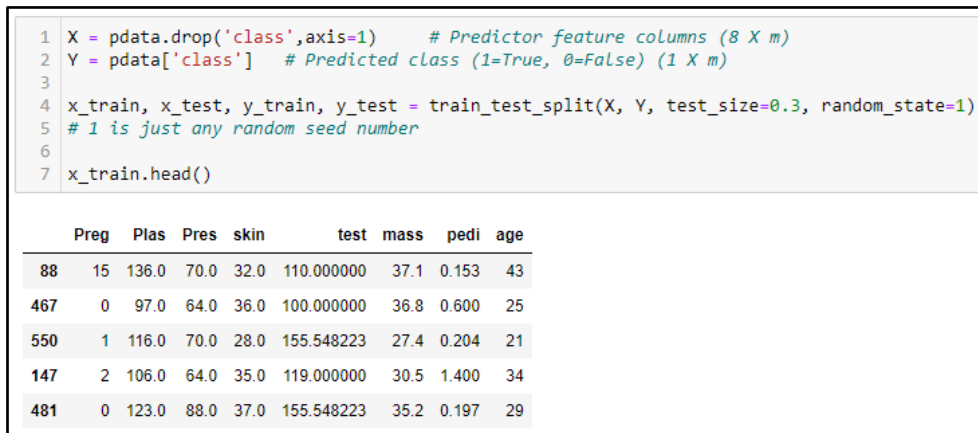 1 X = pdata.drop('class',axis=1) # Predictor feature columns (8 X m)
2 Y = pdata['class'] # Predicted class (1=True, 0=False) (1 X m)
3
4 x_train, x_test, y_train, y_test = train_test_split(X, Y, test_size=0.3, random_state=1)
5 # 1 is just any random seed number
6
7 x_train.head()
Preg Plas Pres skin test mass pedi age
88 15 136.0 70.0 32.0 110.000000 37.1 0.153 43
467 0 97.0 64.0 36.0 100.000000 36.8 0.600 25
550 1 116.0 70.0 28.0 155.548223 27.4 0.204 21
147 2 106.0 64.0 35.0 119.000000 30.5 1.400 34
481 0 123.0 88.0 37.0 155.548223 35.2 0.197 29